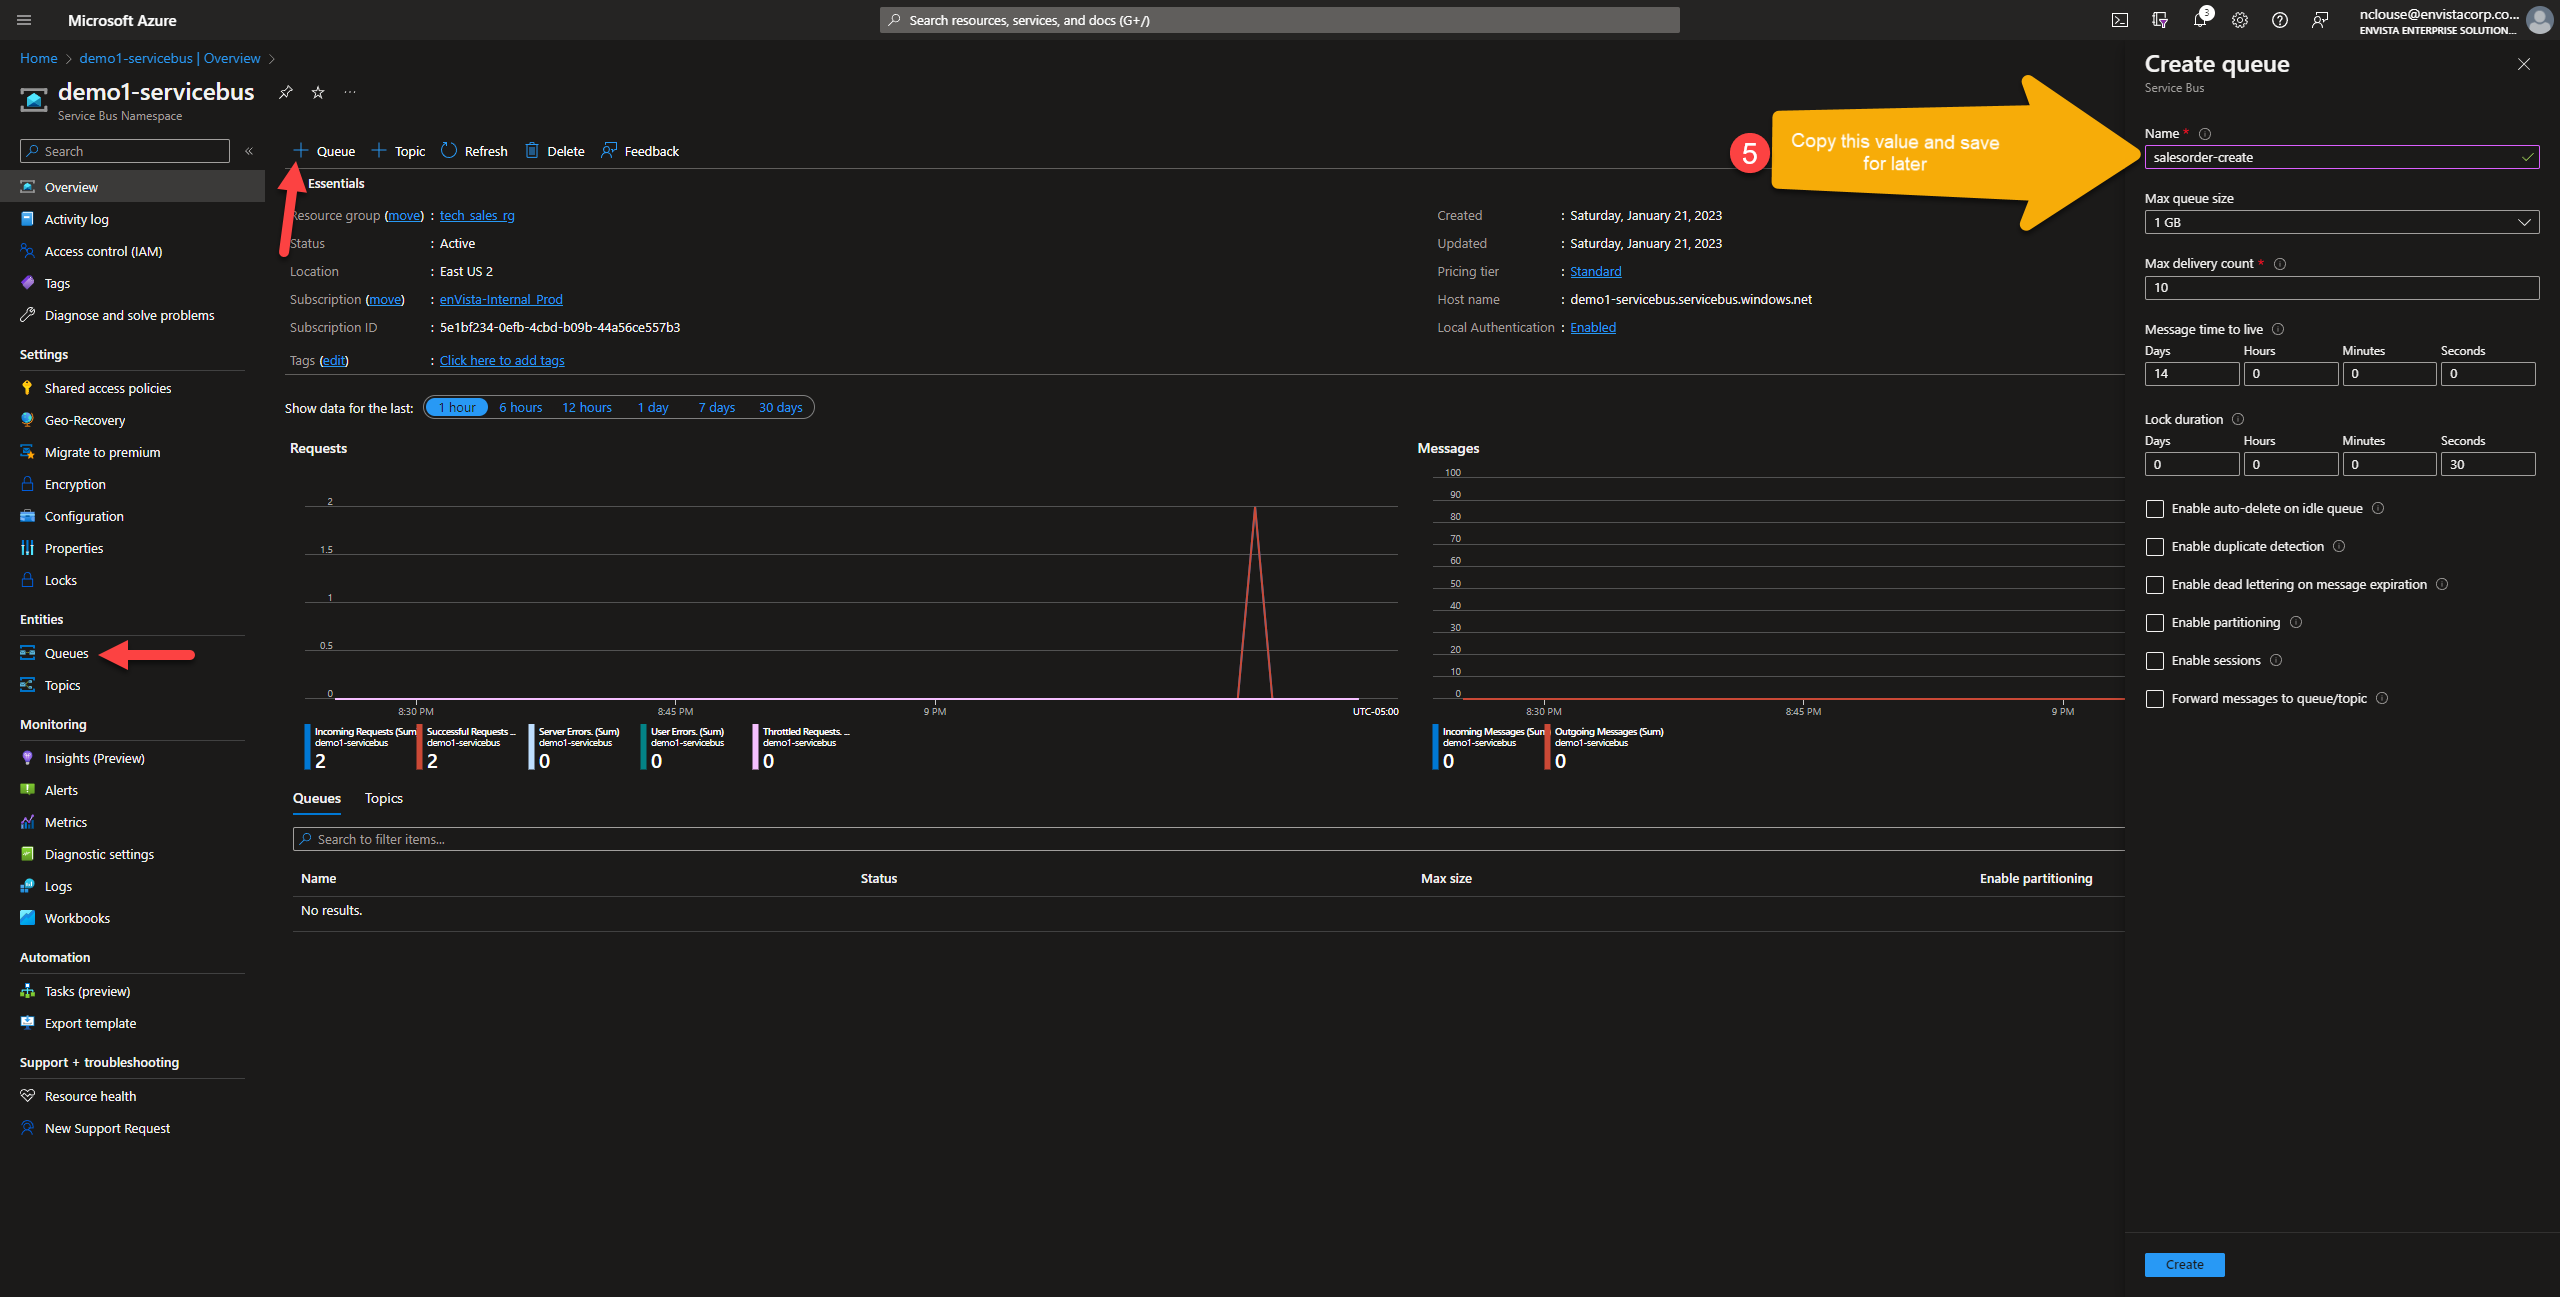 Microsoft Azure
Search resources, services, and docs (G+/)
3
nclouse@envistacorp.co...
ENVISTA ENTERPRISE SOLUTION...
Home > demo1-servicebus | Overview >
demo1-servicebus
Service Bus Namespace
Search
Overview
Activity log
Access control (IAM)
Tags
Diagnose and solve problems
Settings
Shared access policies
Geo-Recovery
Migrate to premium
Encryption
Configuration
Properties
Locks
Entities
Queues
Topics
Monitoring
Insights (Preview)
Alerts
Metrics
Diagnostic settings
Logs
Workbooks
Automation
Tasks (preview)
Export template
Support + troubleshooting
Resource health
New Support Request
Queue Topic Refresh Delete Feedback
Essentials
Resource group (move) : tech_sales_rg
Status : Active
Location : East US 2
Subscription (move) : enVista-Internal_Prod
Subscription ID : 5e1bf234-0efb-4cbd-b09b-44a56ce557b3
Tags (edit) : Click here to add tags
Created : Saturday, January 21, 2023
Updated : Saturday, January 21, 2023
Pricing tier : Standard
Host name : demo1-servicebus.servicebus.windows.net
Local Authentication : Enabled
5
Copy this value and save
for later
Show data for the last: 1 hour 6 hours 12 hours 1 day 7 days 30 days
Requests
2
1.5
1
0.5
0
8:30 PM 8:45 PM 9 PM UTC-05:00
Incoming Requests (Sum
demo1-servicebus
2
Successful Requests ...
demo1-servicebus
2
Server Errors. (Sum)
demo1-servicebus
0
User Errors. (Sum)
demo1-servicebus
0
Throttled Requests. ...
demo1-servicebus
0
Messages
100
90
80
70
60
50
40
30
20
10
0
8:30 PM 8:45 PM 9 PM
Incoming Messages (Sum)
demo1-servicebus
0
Outgoing Messages (Sum)
demo1-servicebus
0
Queues Topics
Search to filter items...
Name Status Max size Enable partitioning
No results.
Create queue
Service Bus
Name *
salesorder-create
Max queue size
1 GB
Max delivery count *
10
Message time to live
Days Hours Minutes Seconds
14 0 0 0
Lock duration
Days Hours Minutes Seconds
0 0 0 30
Enable auto-delete on idle queue
Enable duplicate detection
Enable dead lettering on message expiration
Enable partitioning
Enable sessions
Forward messages to queue/topic
Create